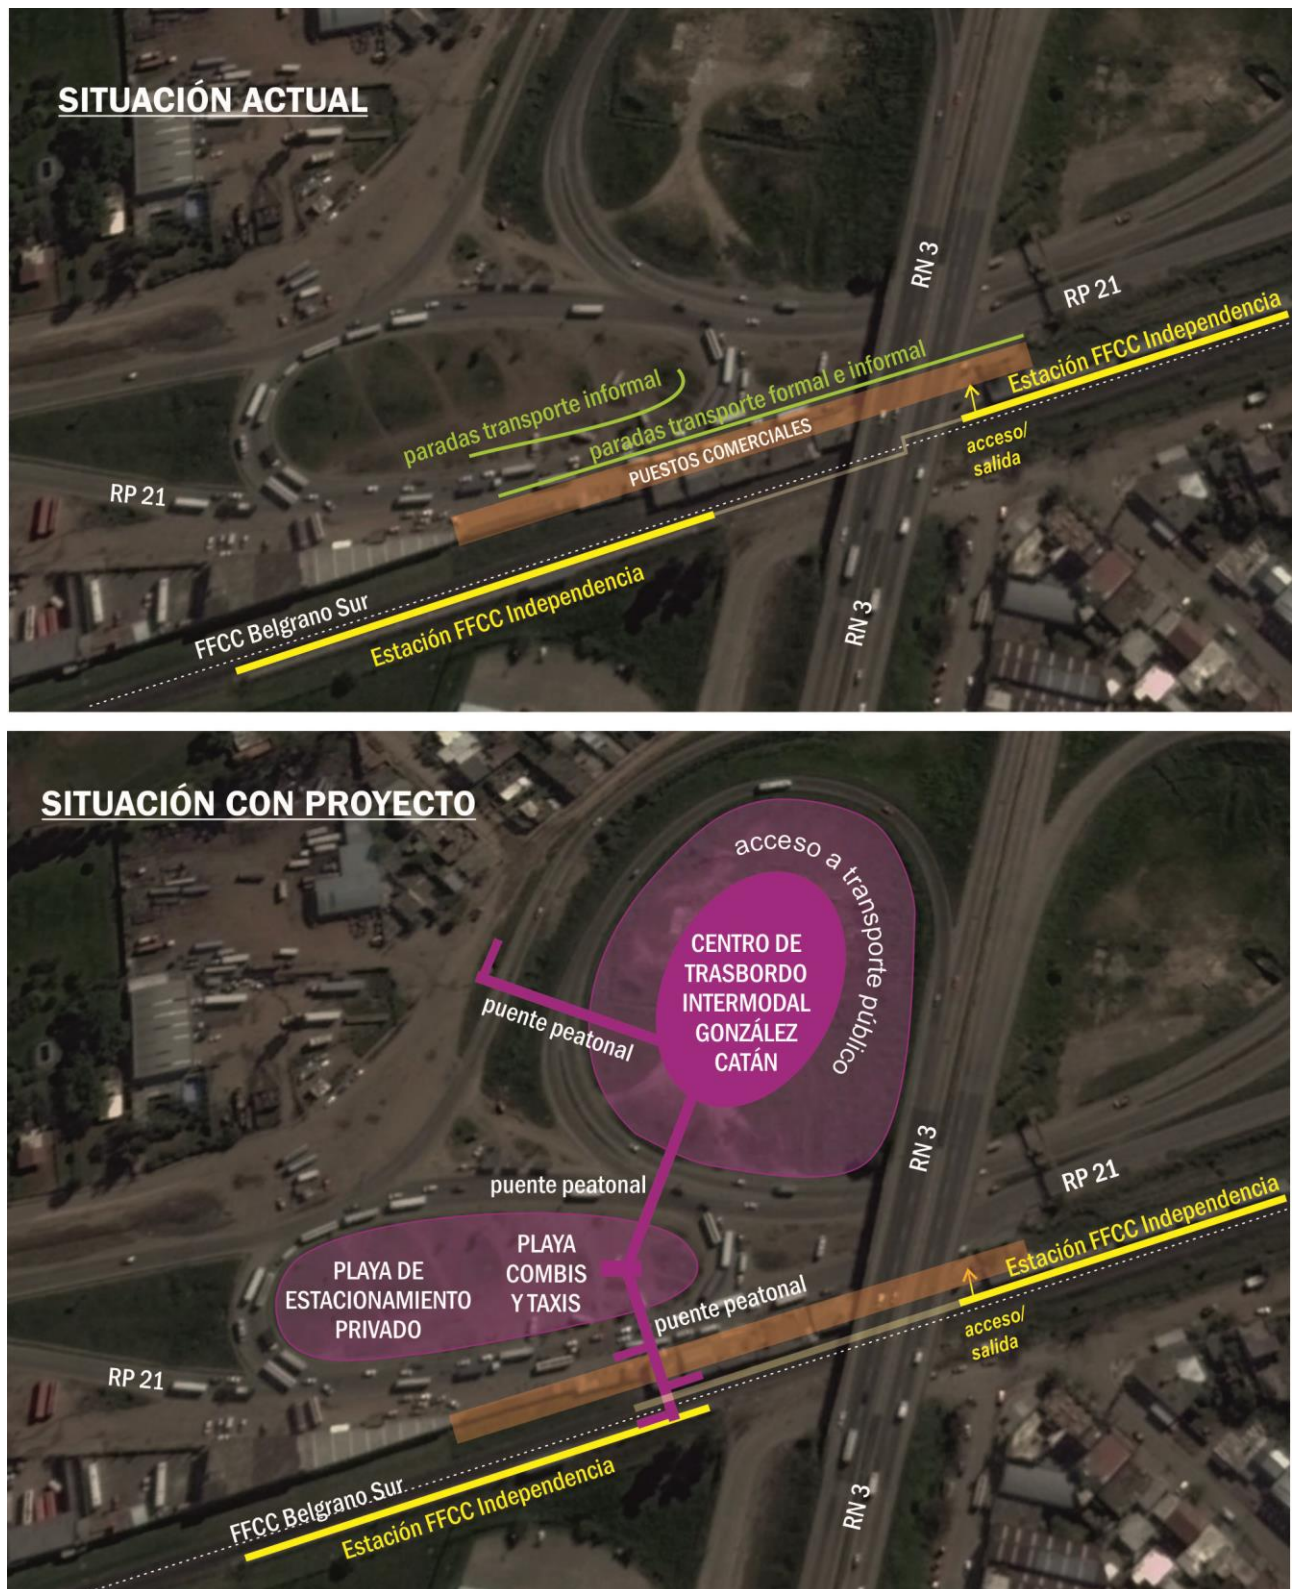 SITUACIÓN ACTUAL
RN 3
RP 21
Estación FFCC Independencia
paradas transporte informal
paradas transporte formal e informal
PUESTOS COMERCIALES
acceso/
salida
RP 21
FFCC Belgrano Sur
Estación FFCC Independencia
RN 3
SITUACIÓN CON PROYECTO
acceso a transporte público
CENTRO DE
TRASBORDO
INTERMODAL
GONZÁLEZ
CATÁN
puente peatonal
RN 3
puente peatonal
RP 21
Estación FFCC Independencia
PLAYA
COMBIS
Y TAXIS
PLAYA DE
ESTACIONAMIENTO
PRIVADO
puente peatonal
acceso/
salida
RP 21
FFCC Belgrano Sur
Estación FFCC Independencia
RN 3